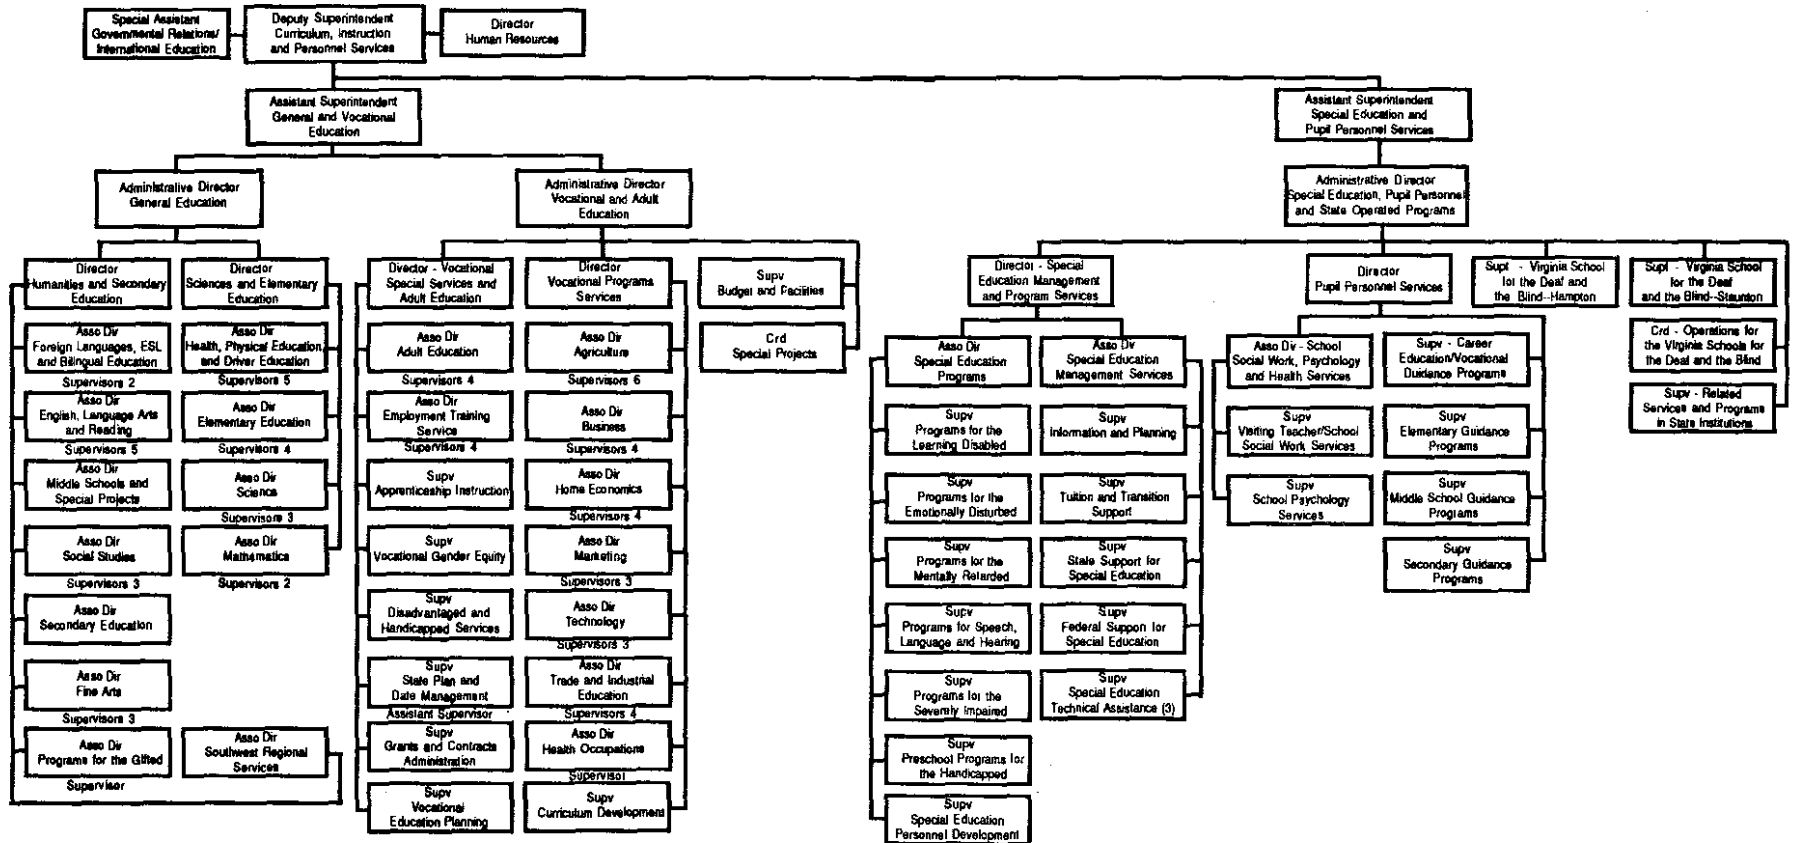 Special Assistant
Governmental Relations/
International Education
Deputy Superintendent
Curriculum, Instruction
and Personnel Services
Director
Human Resources
Assistant Superintendent
General and Vocational
Education
Assistant Superintendent
Special Education and
Pupil Personnel Services
Administrative Director
General Education
Administrative Director
Vocational and Adult
Education
Administrative Director
Special Education, Pupil Personnel
and State Operated Programs
Director
Humanities and Secondary
Education
Asso Dir
Foreign Languages, ESL
and Bilingual Education
Supervisors 2
Asso Dir
English, Language Arts
and Reading
Supervisors 5
Asso Dir
Middle Schools and
Special Projects
Asso Dir
Social Studies
Supervisors 3
Asso Dir
Secondary Education
Asso Dir
Fine Arts
Supervisors 3
Asso Dir
Programs for the Gifted
Supervisor
Director
Sciences and Elementary
Education
Asso Dir
Health, Physical Education
and Driver Education
Supervisors 5
Asso Dir
Elementary Education
Supervisors 4
Asso Dir
Science
Supervisors 3
Asso Dir
Mathematics
Supervisors 2
Asso Dir
Southwest Regional
Services
Director - Vocational
Special Services and
Adult Education
Asso Dir
Adult Education
Supervisors 4
Asso Dir
Employment Training
Service
Supervisors 4
Supv
Apprenticeship Instruction
Supv
Vocational Gender Equity
Supv
Disadvantaged and
Handicapped Services
Supv
State Plan and
Date Management
Assistant Supervisor
Supv
Grants and Contracts
Administration
Supv
Vocational
Education Planning
Director
Vocational Programs
Services
Asso Dir
Agriculture
Supervisors 6
Asso Dir
Business
Supervisors 4
Asso Dir
Home Economics
Supervisors 4
Asso Dir
Marketing
Supervisors 3
Asso Dir
Technology
Supervisors 3
Asso Dir
Trade and Industrial
Education
Supervisors 4
Asso Dir
Health Occupations
Supervisor
Supv
Curriculum Development
Supv
Budget and Facilities
Crd
Special Projects
Director - Special
Education Management
and Program Services
Asso Dir
Special Education
Programs
Supv
Programs for the
Learning Disabled
Supv
Programs for the
Emotionally Disturbed
Supv
Programs for the
Mentally Retarded
Supv
Programs for Speech,
Language and Hearing
Supv
Programs for the
Severely Impaired
Supv
Preschool Programs for
the Handicapped
Supv
Special Education
Personnel Development
Asso Dir
Special Education
Management Services
Supv
Information and Planning
Supv
Tuition and Transition
Support
Supv
State Support for
Special Education
Supv
Federal Support for
Special Education
Supv
Special Education
Technical Assistance (3)
Director
Pupil Personnel Services
Asso Dir - School
Social Work, Psychology
and Health Services
Supv
Visiting Teacher/School
Social Work Services
Supv
School Psychology
Services
Supv - Career
Education/Vocational
Guidance Programs
Supv
Elementary Guidance
Programs
Supv
Middle School Guidance
Programs
Supv
Secondary Guidance
Programs
Supt - Virginia School
for the Deaf and
the Blind--Hampton
Supt - Virginia School
for the Deaf
and the Blind--Staunton
Crd - Operations for
the Virginia Schools for
the Deaf and the Blind
Supv - Related
Services and Programs
in State Institutions